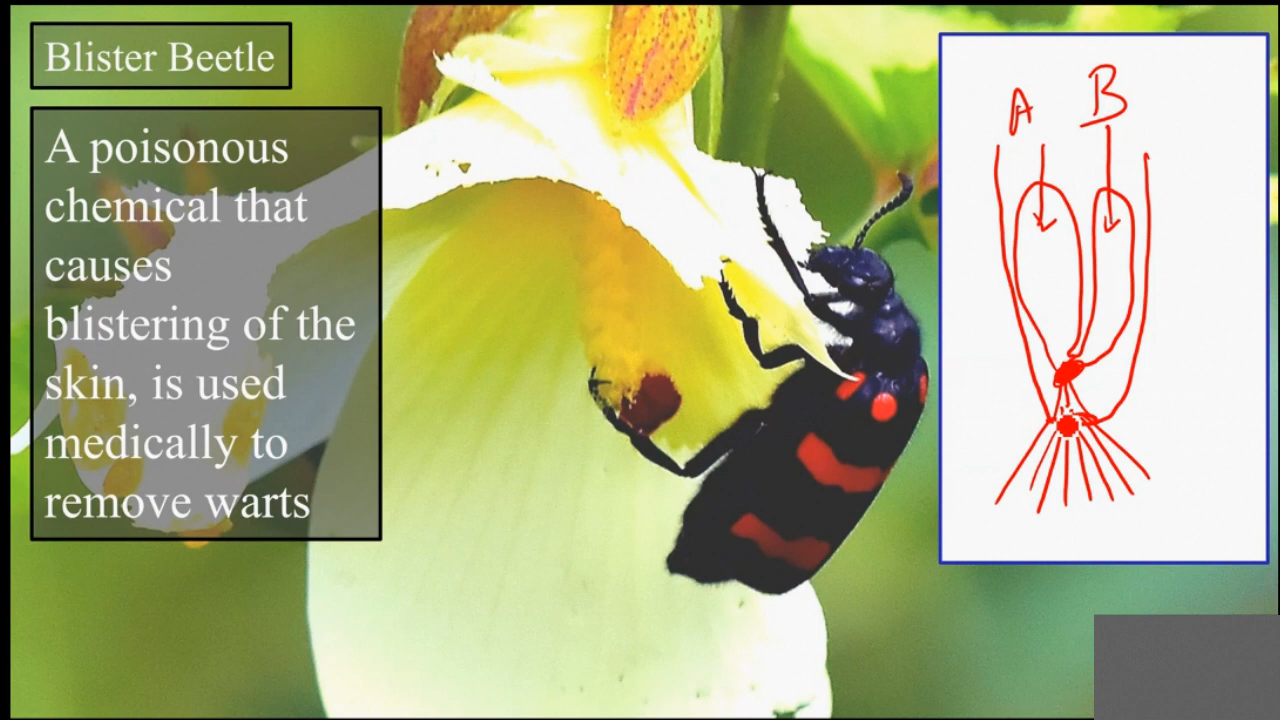 Blister Beetle
A poisonous
chemical that
causes
blistering of the
skin, is used
medically to
remove warts
A B